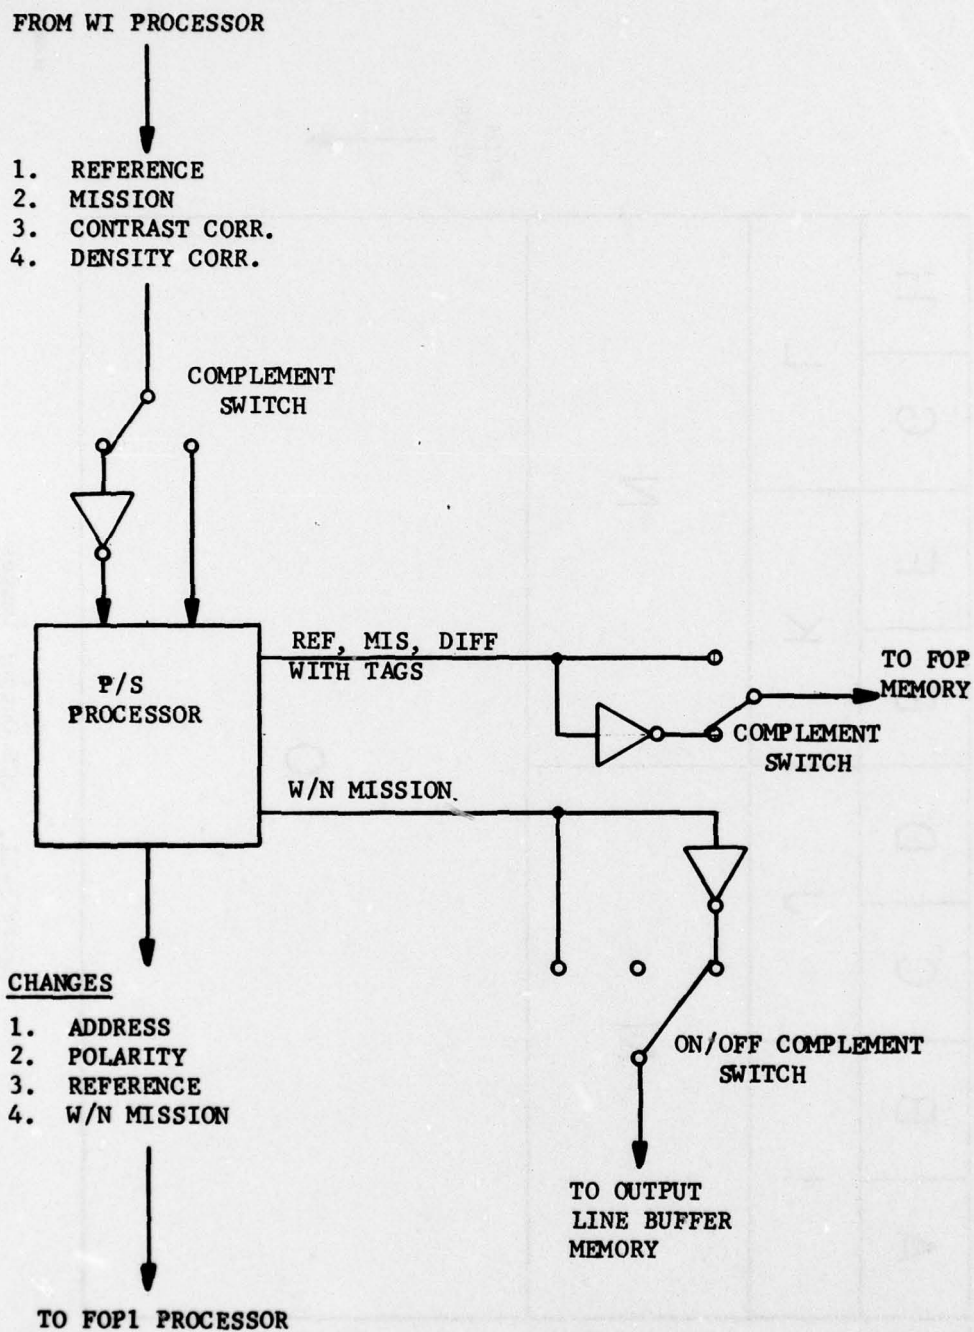 FROM WI PROCESSOR
1. REFERENCE
2. MISSION
3. CONTRAST CORR.
4. DENSITY CORR.
COMPLEMENT
SWITCH
P/S
PROCESSOR
REF, MIS, DIFF
WITH TAGS
TO FOP
MEMORY
COMPLEMENT
SWITCH
W/N MISSION
ON/OFF COMPLEMENT
SWITCH
TO OUTPUT
LINE BUFFER
MEMORY
CHANGES
1. ADDRESS
2. POLARITY
3. REFERENCE
4. W/N MISSION
TO FOP1 PROCESSOR